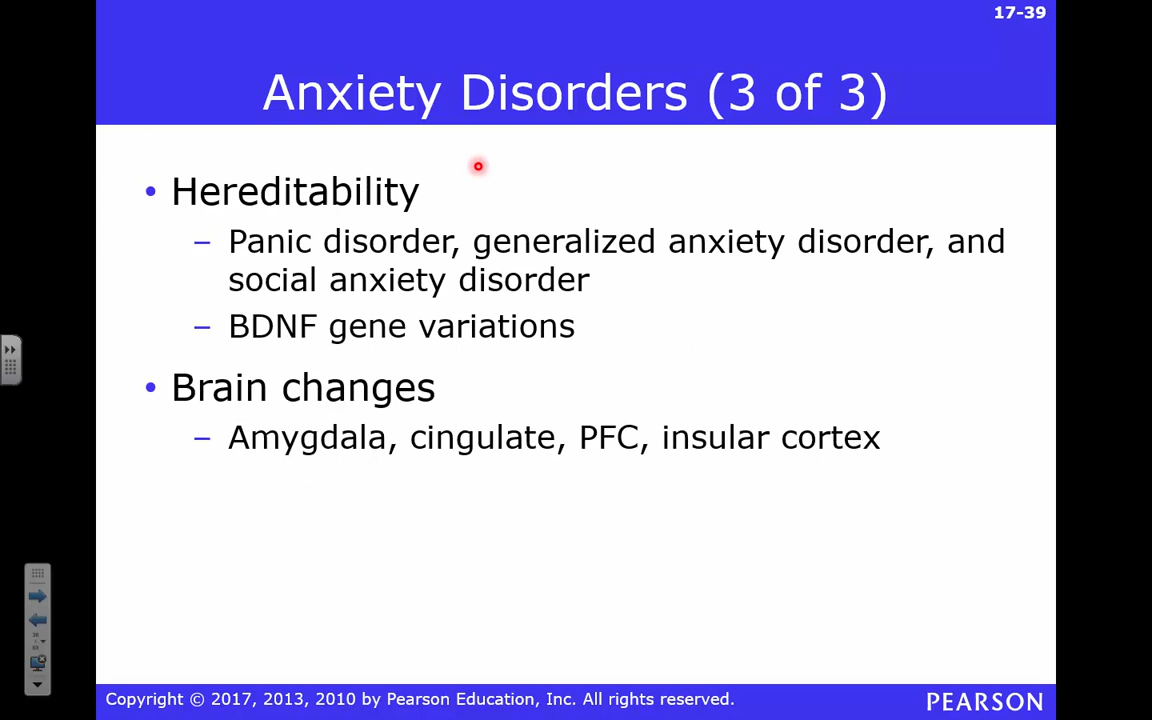 17-39
Anxiety Disorders (3 of 3)
• Hereditability
– Panic disorder, generalized anxiety disorder, and
social anxiety disorder
– BDNF gene variations
• Brain changes
– Amygdala, cingulate, PFC, insular cortex
Copyright © 2017, 2013, 2010 by Pearson Education, Inc. All rights reserved.
PEARSON